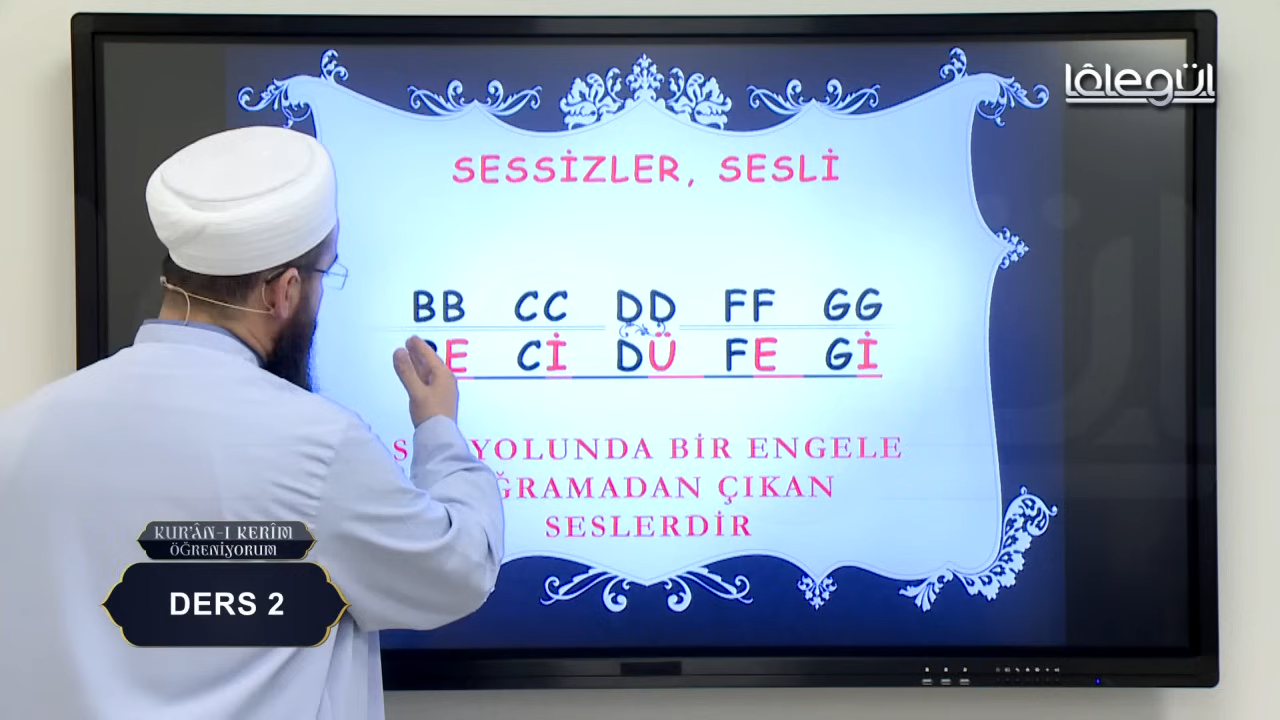 lâlegül
SESSİZLER, SESLİ
BB CC DD FF GG
E Cİ DÜ FE Gİ
YOLUNDA BİR ENGELE
ÇIKAN
SESLERDİR
KUR'ÂN-I KERÎM
ÖĞRENİYORUM
DERS 2